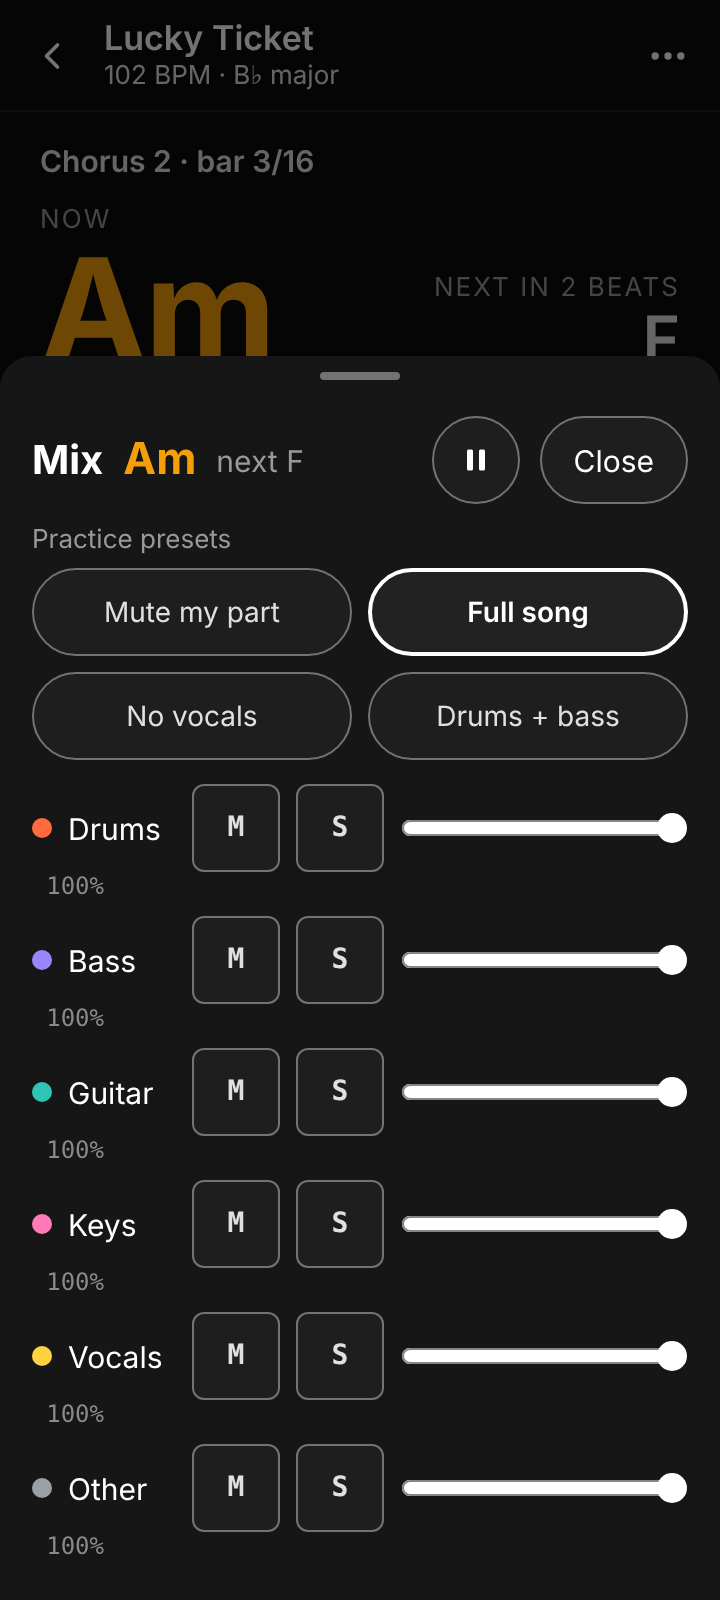 Lucky Ticket
102 BPM · B♭ major
Chorus 2 · bar 3/16
NOW
Am
NEXT IN 2 BEATS
F
Mix Am next F
Close
Practice presets
Mute my part
Full song
No vocals
Drums + bass
Drums M S
100%
Bass M S
100%
Guitar M S
100%
Keys M S
100%
Vocals M S
100%
Other M S
100%